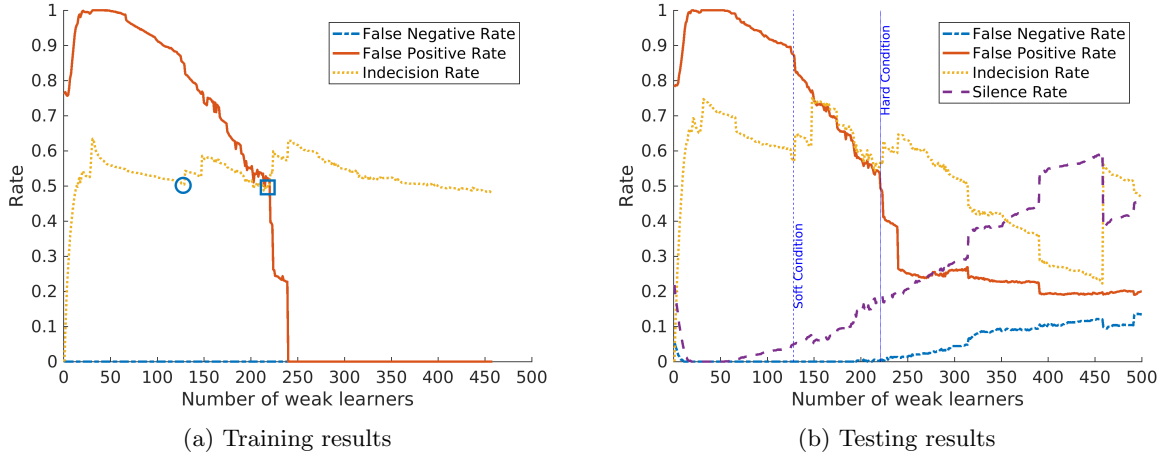 1
0.9
0.8
0.7
0.6
0.5
0.4
0.3
0.2
0.1
0
Rate
0 50 100 150 200 250 300 350 400 450 500
Number of weak learners
False Negative Rate
False Positive Rate
Indecision Rate
(a) Training results
1
0.9
0.8
0.7
0.6
0.5
0.4
0.3
0.2
0.1
0
Rate
0 50 100 150 200 250 300 350 400 450 500
Number of weak learners
Soft Condition
Hard Condition
False Negative Rate
False Positive Rate
Indecision Rate
Silence Rate
(b) Testing results